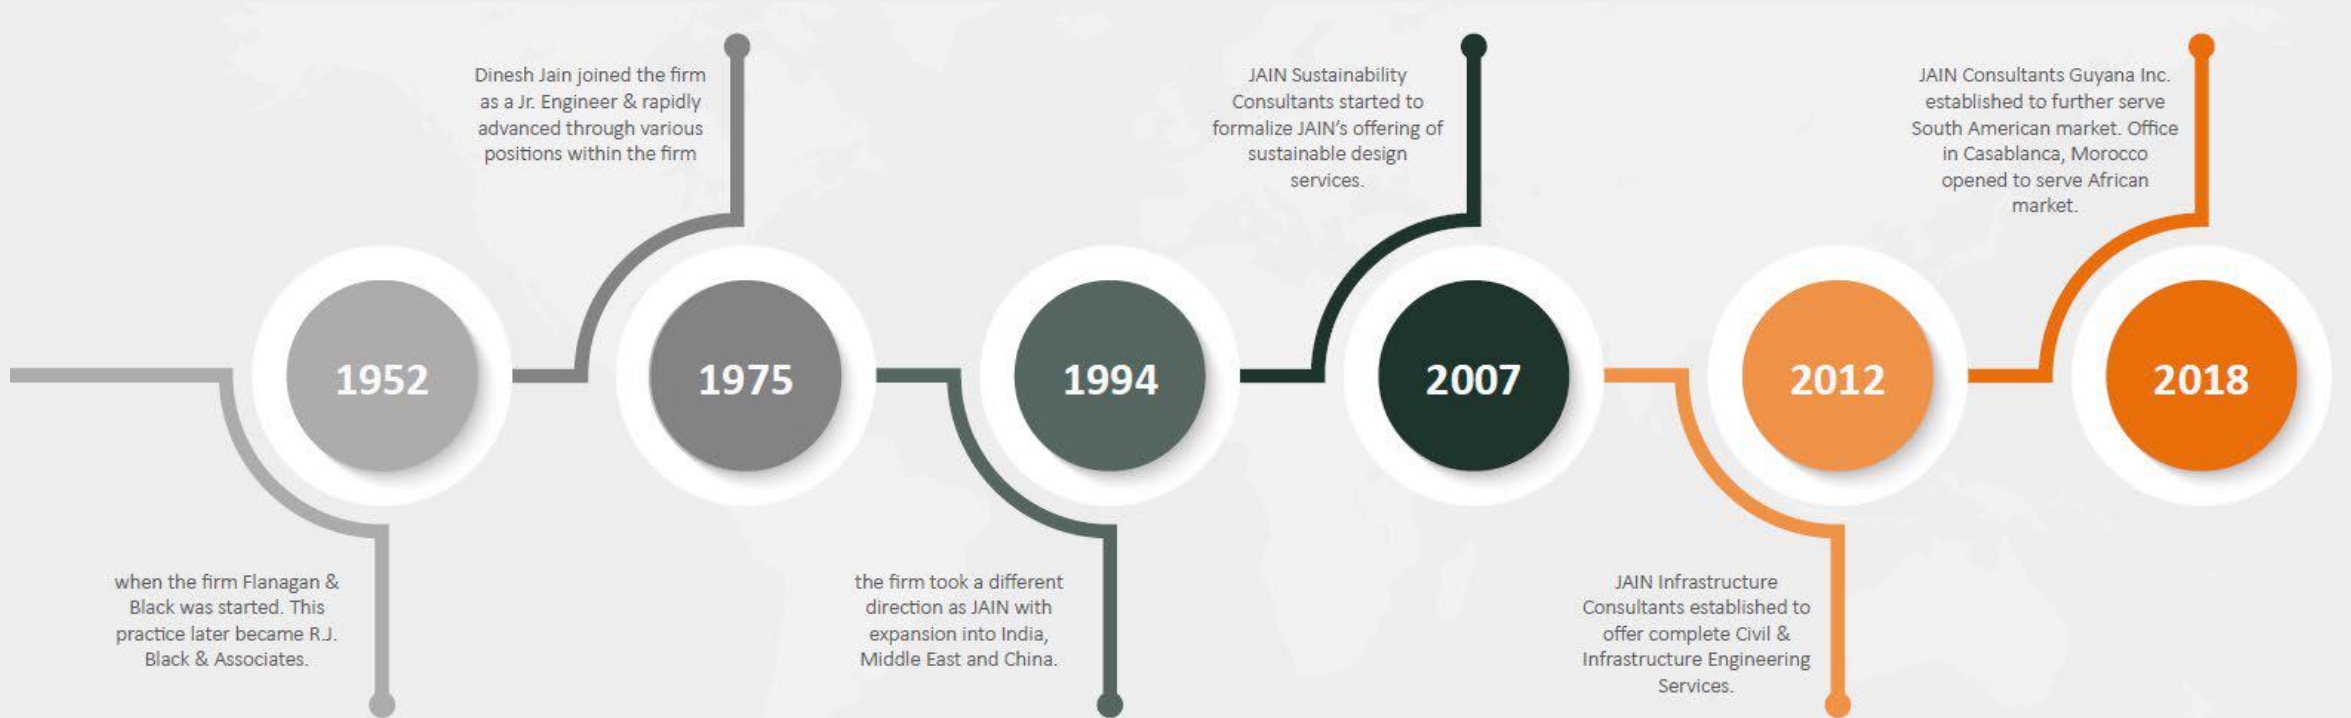 1952
when the firm Flanagan &
Black was started. This
practice later became R.J.
Black & Associates.
Dinesh Jain joined the firm
as a Jr. Engineer & rapidly
advanced through various
positions within the firm
1975
1994
the firm took a different
direction as JAIN with
expansion into India,
Middle East and China.
JAIN Sustainability
Consultants started to
formalize JAIN’s offering of
sustainable design
services.
2007
2012
JAIN Infrastructure
Consultants established to
offer complete Civil &
Infrastructure Engineering
Services.
JAIN Consultants Guyana Inc.
established to further serve
South American market. Office
in Casablanca, Morocco
opened to serve African
market.
2018